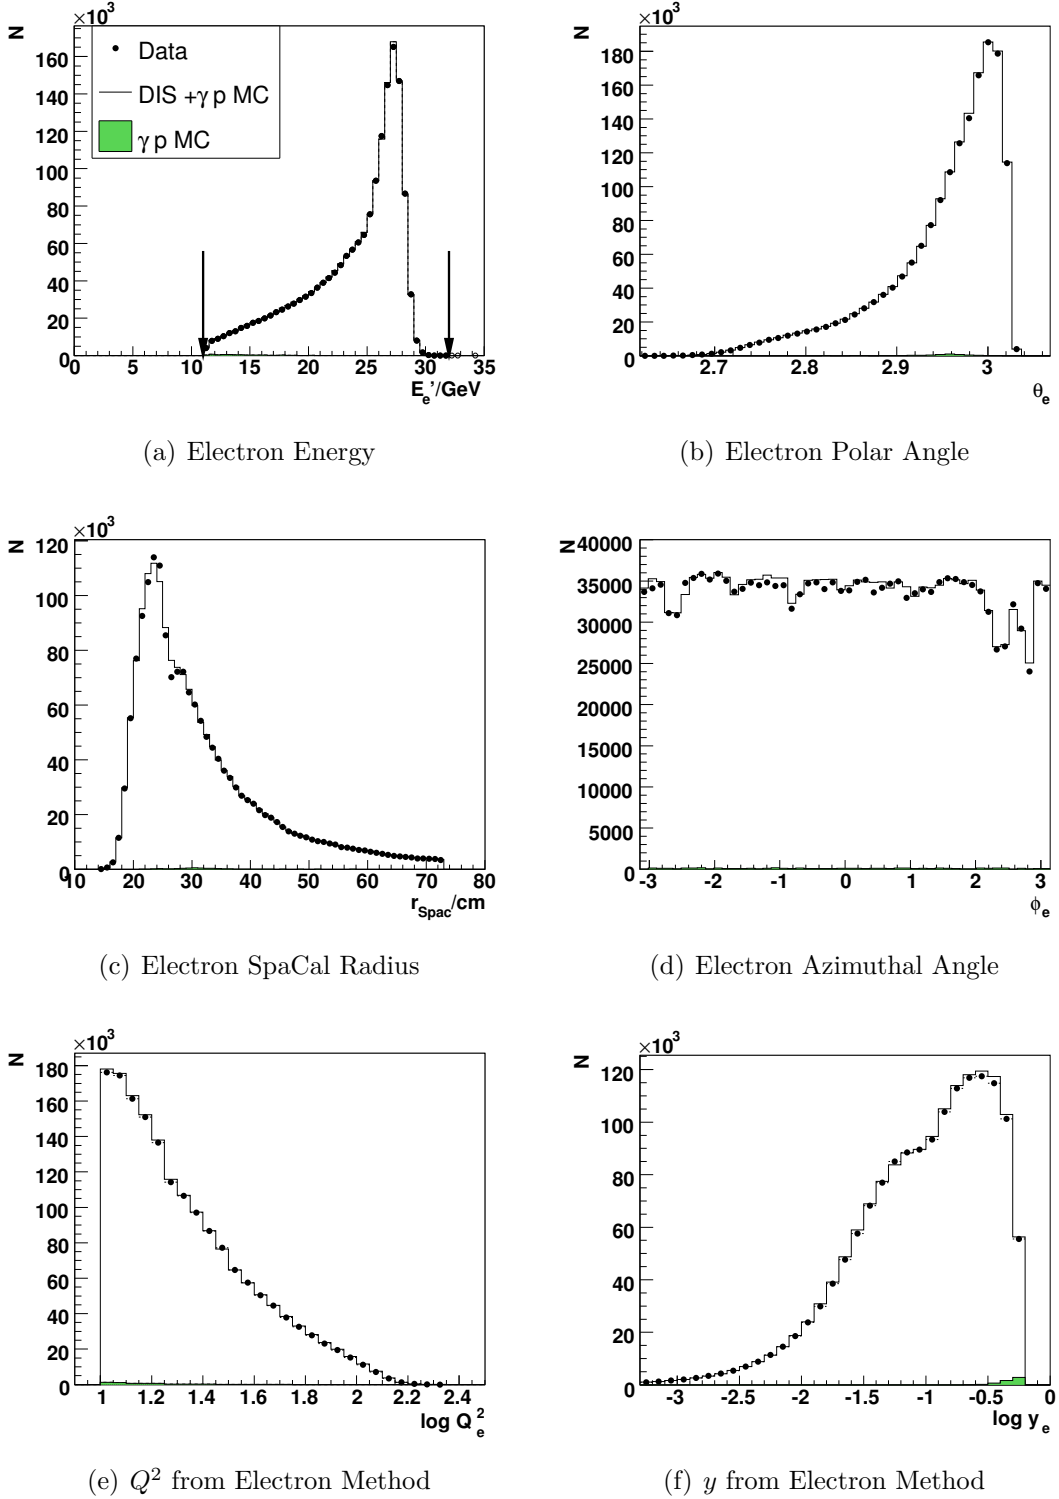 ×10³
N
160
140
120
100
80
60
40
20
0
Data
DIS +γ p MC
γ p MC
0 5 10 15 20 25 30 35
E_e'/GeV
(a) Electron Energy
×10³
N
180
160
140
120
100
80
60
40
20
0
2.7 2.8 2.9 3
θ_e
(b) Electron Polar Angle
×10³
N
120
100
80
60
40
20
0
10 20 30 40 50 60 70 80
r_Spac/cm
(c) Electron SpaCal Radius
N
40000
35000
30000
25000
20000
15000
10000
5000
0
-3 -2 -1 0 1 2 3
ϕ_e
(d) Electron Azimuthal Angle
×10³
N
180
160
140
120
100
80
60
40
20
0
1 1.2 1.4 1.6 1.8 2 2.2 2.4
log Q_e²
(e) Q² from Electron Method
×10³
N
120
100
80
60
40
20
0
-3 -2.5 -2 -1.5 -1 -0.5 0
log y_e
(f) y from Electron Method